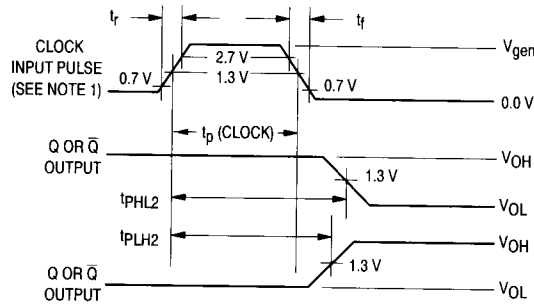 tr
tf
CLOCK
INPUT PULSE
(SEE NOTE 1)
Vgen
2.7 V
0.7 V
1.3 V
0.7 V
0.0 V
tp (CLOCK)
Q OR Q̅
OUTPUT
VOH
1.3 V
tPHL2
VOL
tPLH2
VOH
1.3 V
Q OR Q̅
OUTPUT
VOL